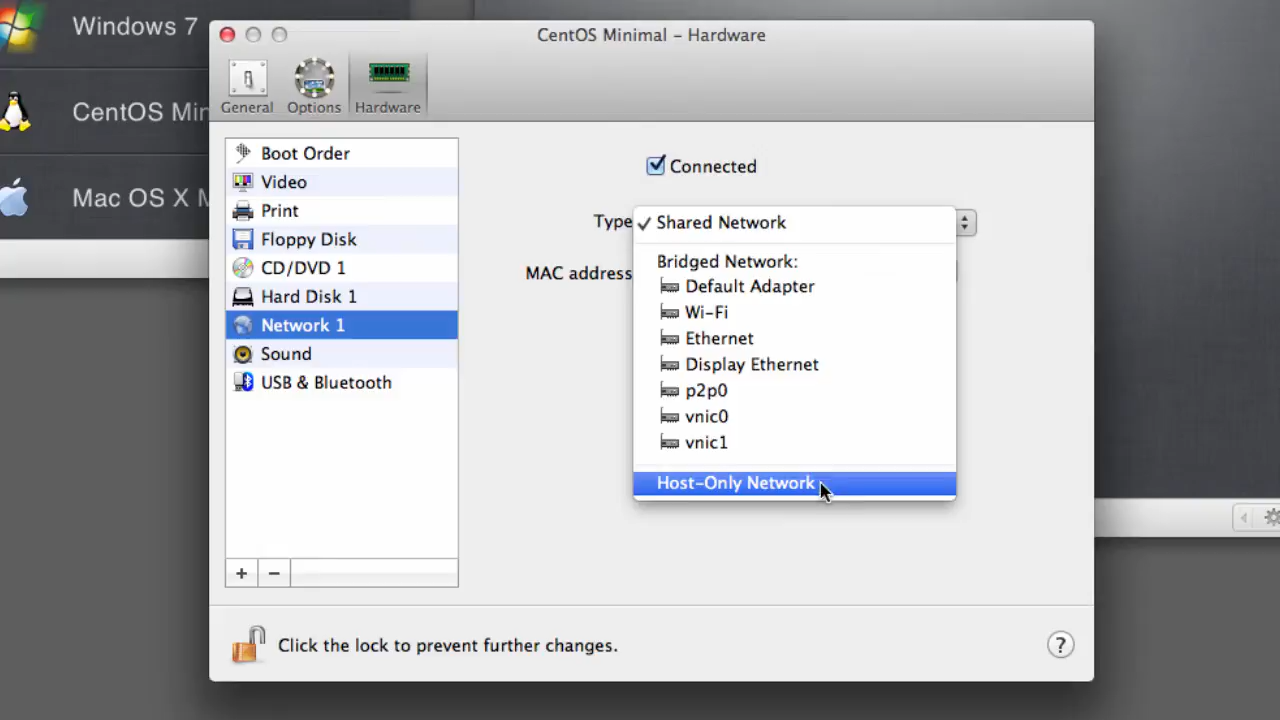 Windows 7
CentOS Min
Mac OS X M
CentOS Minimal – Hardware
General
Options
Hardware
Boot Order
Video
Print
Floppy Disk
CD/DVD 1
Hard Disk 1
Network 1
Sound
USB & Bluetooth
+ −
Connected
Type
✓ Shared Network
Bridged Network:
Default Adapter
Wi-Fi
Ethernet
Display Ethernet
p2p0
vnic0
vnic1
Host-Only Network
MAC address
Click the lock to prevent further changes.
?